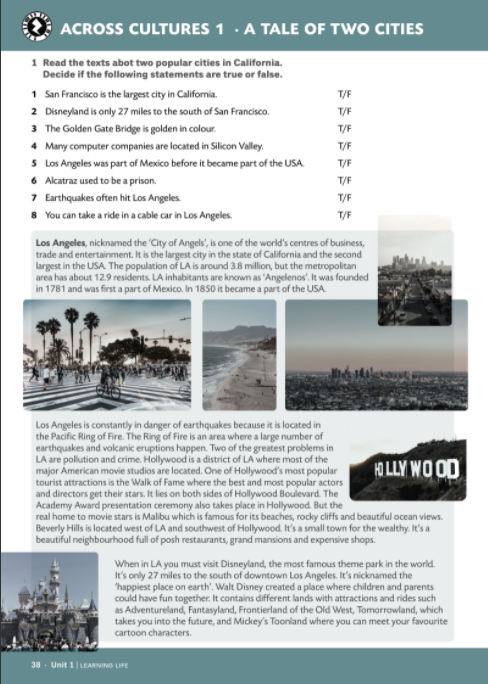 ACROSS CULTURES 1 · A TALE OF TWO CITIES
1 Read the texts abot two popular cities in California.
Decide if the following statements are true or false.
1 San Francisco is the largest city in California. T/F
2 Disneyland is only 27 miles to the south of San Francisco. T/F
3 The Golden Gate Bridge is golden in colour. T/F
4 Many computer companies are located in Silicon Valley. T/F
5 Los Angeles was part of Mexico before it became part of the USA. T/F
6 Alcatraz used to be a prison. T/F
7 Earthquakes often hit Los Angeles. T/F
8 You can take a ride in a cable car in Los Angeles. T/F
Los Angeles, nicknamed the 'City of Angels', is one of the world's centres of business,
trade and entertainment. It is the largest city in the state of California and the second
largest in the USA. The population of LA is around 3.8 million, but the metropolitan
area has about 12.9 residents. LA inhabitants are known as 'Angelenos'. It was founded
in 1781 and was first a part of Mexico. In 1850 it became a part of the USA.
Los Angeles is constantly in danger of earthquakes because it is located in
the Pacific Ring of Fire. The Ring of Fire is an area where a large number of
earthquakes and volcanic eruptions happen. Two of the greatest problems in
LA are pollution and crime. Hollywood is a district of LA where most of the
major American movie studios are located. One of Hollywood's most popular
tourist attractions is the Walk of Fame where the best and most popular actors
and directors get their stars. It lies on both sides of Hollywood Boulevard. The
Academy Award presentation ceremony also takes place in Hollywood. But the
real home to movie stars is Malibu which is famous for its beaches, rocky cliffs and beautiful ocean views.
Beverly Hills is located west of LA and southwest of Hollywood. It's a small town for the wealthy. It's a
beautiful neighbourhood full of posh restaurants, grand mansions and expensive shops.
HOLLYWOOD
When in LA you must visit Disneyland, the most famous theme park in the world.
It's only 27 miles to the south of downtown Los Angeles. It's nicknamed the
'happiest place on earth'. Walt Disney created a place where children and parents
could have fun together. It contains different lands with attractions and rides such
as Adventureland, Fantasyland, Frontierland of the Old West, Tomorrowland, which
takes you into the future, and Mickey's Toonland where you can meet your favourite
cartoon characters.
38 · Unit 1 | LEARNING LIFE